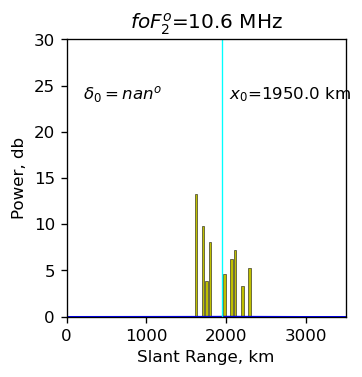 foF₂ᵒ=10.6 MHz
30
25
20
15
10
5
0
Power, db
δ₀ = nanᵒ
x₀=1950.0 km
0 1000 2000 3000
Slant Range, km